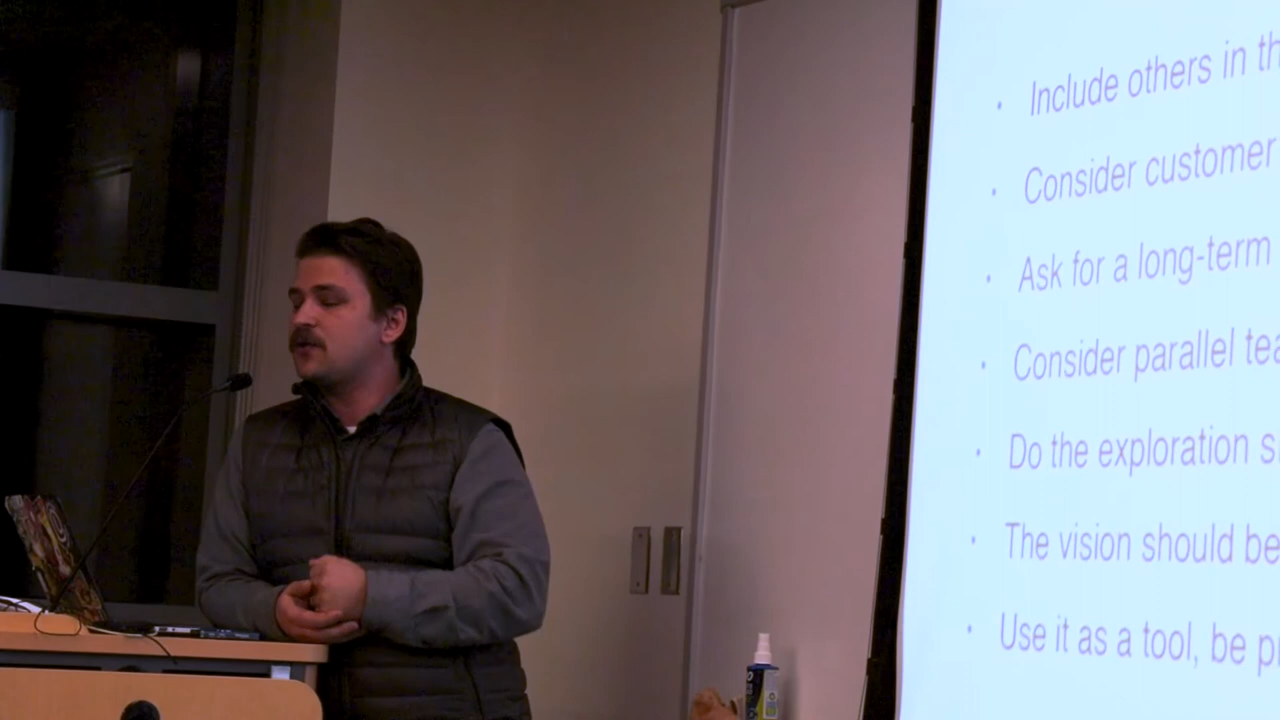 · Include others in th
· Consider customer
· Ask for a long-term
· Consider parallel tea
· Do the exploration s
· The vision should be
· Use it as a tool, be p